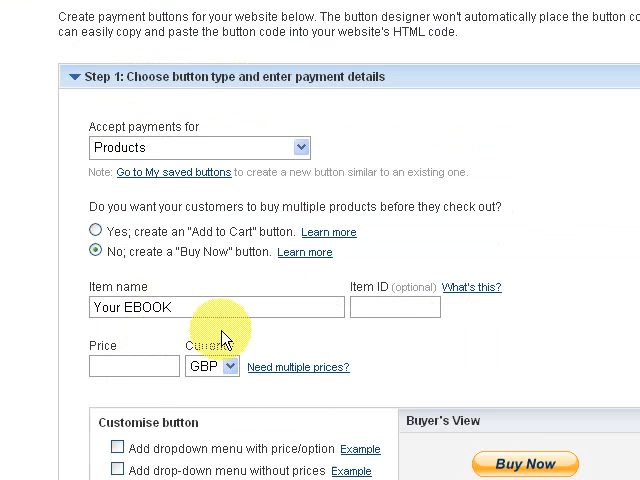 Create payment buttons for your website below. The button designer won't automatically place the button
can easily copy and paste the button code into your website's HTML code.
Step 1: Choose button type and enter payment details
Accept payments for
Products
Note: Go to My saved buttons to create a new button similar to an existing one.
Do you want your customers to buy multiple products before they check out?
Yes; create an "Add to Cart" button. Learn more
No; create a "Buy Now" button. Learn more
Item name Item ID (optional) What's this?
Your EBOOK
Price Currency
GBP Need multiple prices?
Customise button Buyer's View
Add dropdown menu with price/option Example
Add drop-down menu without prices Example
Buy Now